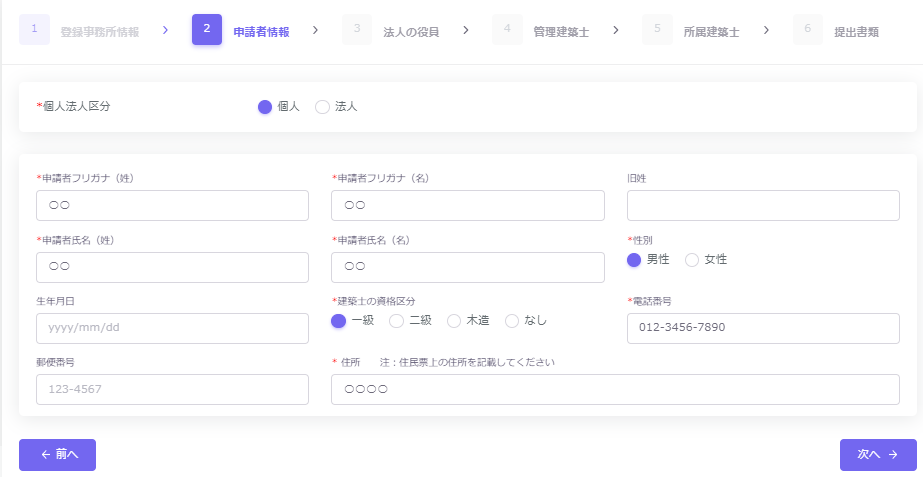 1 登録事務所情報 > 2 申請者情報 > 3 法人の役員 > 4 管理建築士 > 5 所属建築士 > 6 提出書類
*個人法人区分 個人 法人
*申請者フリガナ（姓） *申請者フリガナ（名） 旧姓
〇〇 〇〇
*申請者氏名（姓） *申請者氏名（名） *性別
〇〇 〇〇 男性 女性
生年月日 *建築士の資格区分 *電話番号
yyyy/mm/dd 一級 二級 木造 なし 012-3456-7890
郵便番号 * 住所 注：住民票上の住所を記載してください
123-4567 〇〇〇〇
← 前へ 次へ →